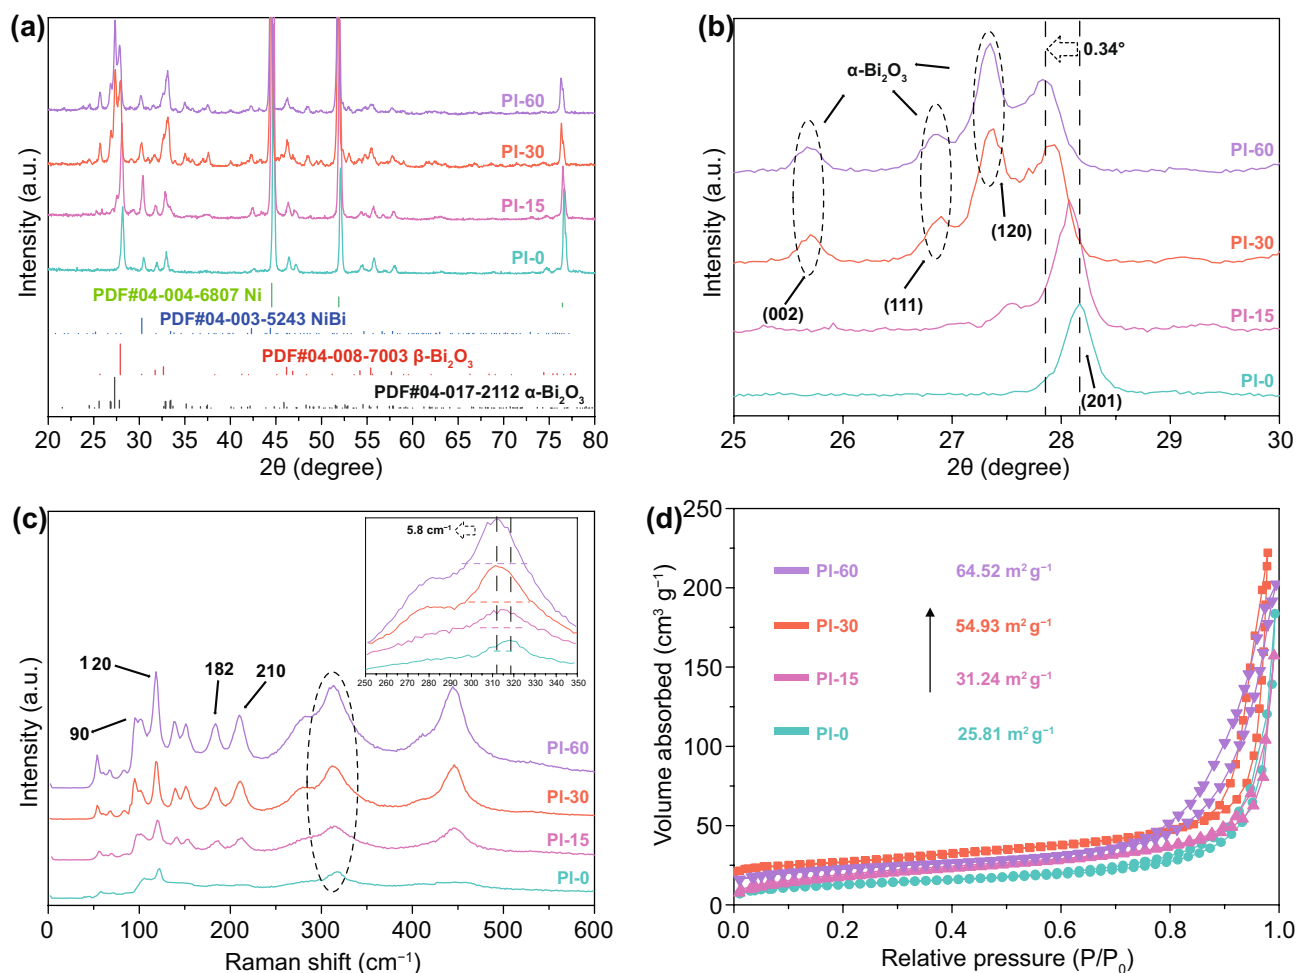 (a)
PI-60
PI-30
PI-15
PI-0
PDF#04-004-6807 Ni
PDF#04-003-5243 NiBi
PDF#04-008-7003 β-Bi₂O₃
PDF#04-017-2112 α-Bi₂O₃
Intensity (a.u.)
20 25 30 35 40 45 50 55 60 65 70 75 80
2θ (degree)
(b)
0.34°
α-Bi₂O₃
PI-60
(120)
PI-30
(002)
(111)
PI-15
PI-0
(201)
Intensity (a.u.)
25 26 27 28 29 30
2θ (degree)
(c)
5.8 cm⁻¹
250 260 270 280 290 300 310 320 330 340 350
120
182
210
90
PI-60
PI-30
PI-15
PI-0
Intensity (a.u.)
0 50 100 150 200 250 300 350 400 450 500 600
Raman shift (cm⁻¹)
(d)
250
200
150
100
50
0
Volume absorbed (cm³ g⁻¹)
PI-60 64.52 m² g⁻¹
PI-30 54.93 m² g⁻¹
PI-15 31.24 m² g⁻¹
PI-0 25.81 m² g⁻¹
0.0 0.2 0.4 0.6 0.8 1.0
Relative pressure (P/P₀)